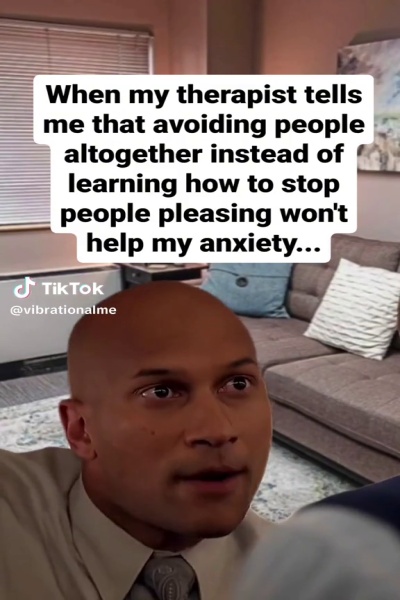 When my therapist tells
me that avoiding people
altogether instead of
learning how to stop
people pleasing won't
help my anxiety...
TikTok
@vibrationalme